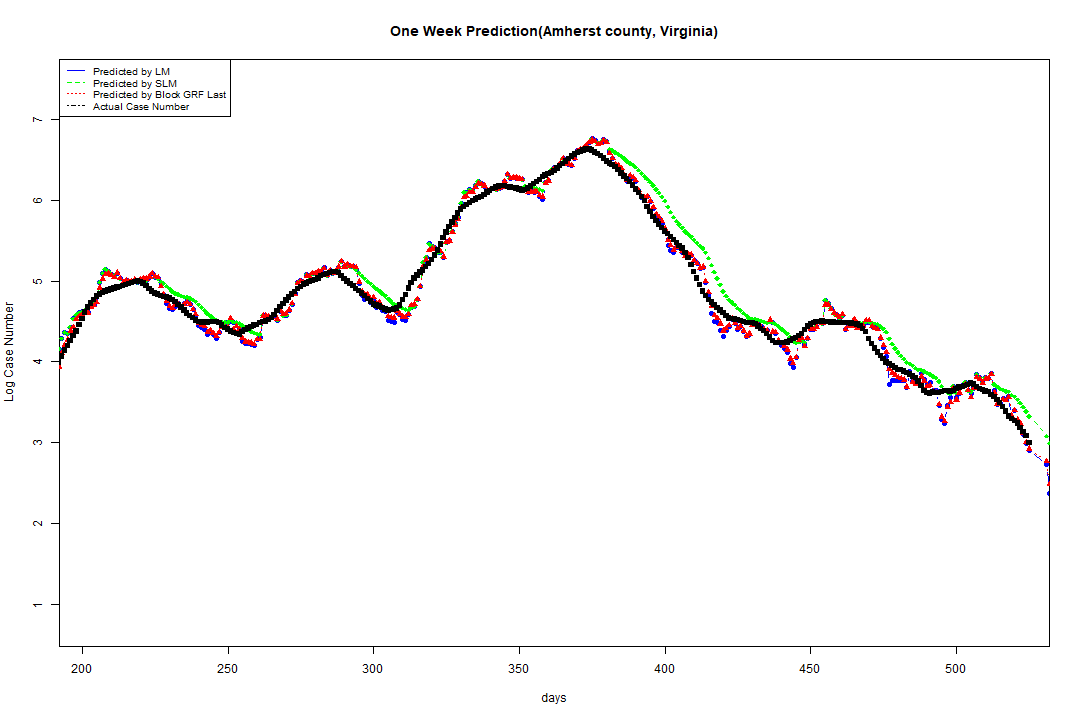 One Week Prediction(Amherst county, Virginia)
Predicted by LM
Predicted by SLM
Predicted by Block GRF Last
Actual Case Number
7
6
5
4
3
2
1
Log Case Number
200 250 300 350 400 450 500
days